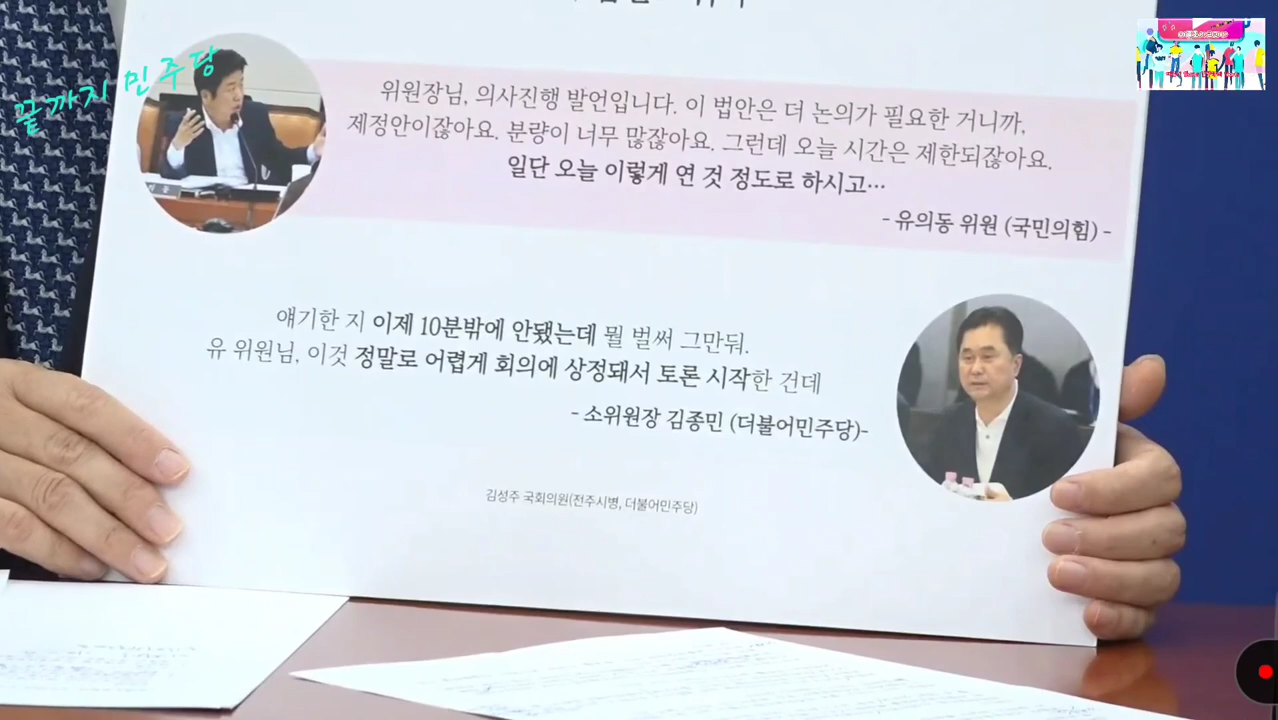 끝까지 민주당
위원장님, 의사진행 발언입니다. 이 법안은 더 논의가 필요한 거니까,
제정안이잖아요. 분량이 너무 많잖아요. 그런데 오늘 시간은 제한되잖아요.
일단 오늘 이렇게 연 것 정도로 하시고…
- 유의동 위원 (국민의힘) -
얘기한 지 이제 10분밖에 안됐는데 뭘 벌써 그만둬.
유 위원님, 이것 정말로 어렵게 회의에 상정돼서 토론 시작한 건데
- 소위원장 김종민 (더불어민주당)-
김성주 국회의원(전주시병, 더불어민주당)